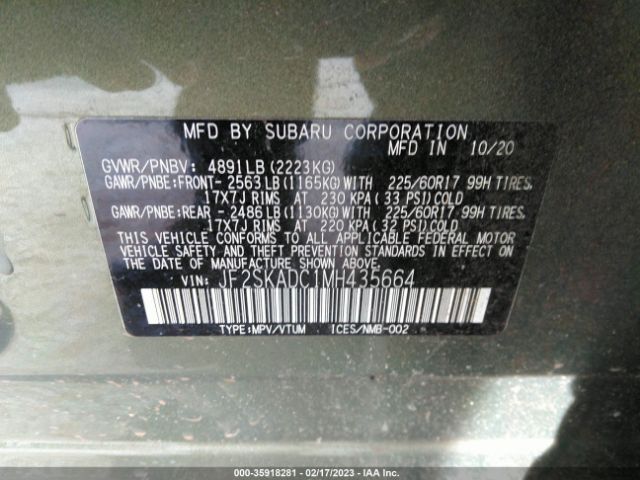 MFD BY SUBARU CORPORATION
MFD IN 10/20
GVWR/PNBV: 4891LB (2223KG)
GAWR/PNBE:FRONT- 2563 LB (1165KG) WITH 225/60R17 99H TIRES,
17X7J RIMS AT 230 KPA (33 PSI) COLD
GAWR/PNBE:REAR - 2486 LB (1130KG) WITH 225/60R17 99H TIRES,
17X7J RIMS AT 220 KPA (32 PSI) COLD
THIS VEHICLE CONFORMS TO ALL APPLICABLE FEDERAL MOTOR
VEHICLE SAFETY AND THEFT PREVENTION STANDARDS IN EFFECT
ON THE DATE OF MANUFACTURE SHOWN ABOVE.
VIN: JF2SKADC1MH435664
TYPE:MPV/VTUM ICES/NMB-002
000-35918281 - 02/17/2023 - IAA Inc.